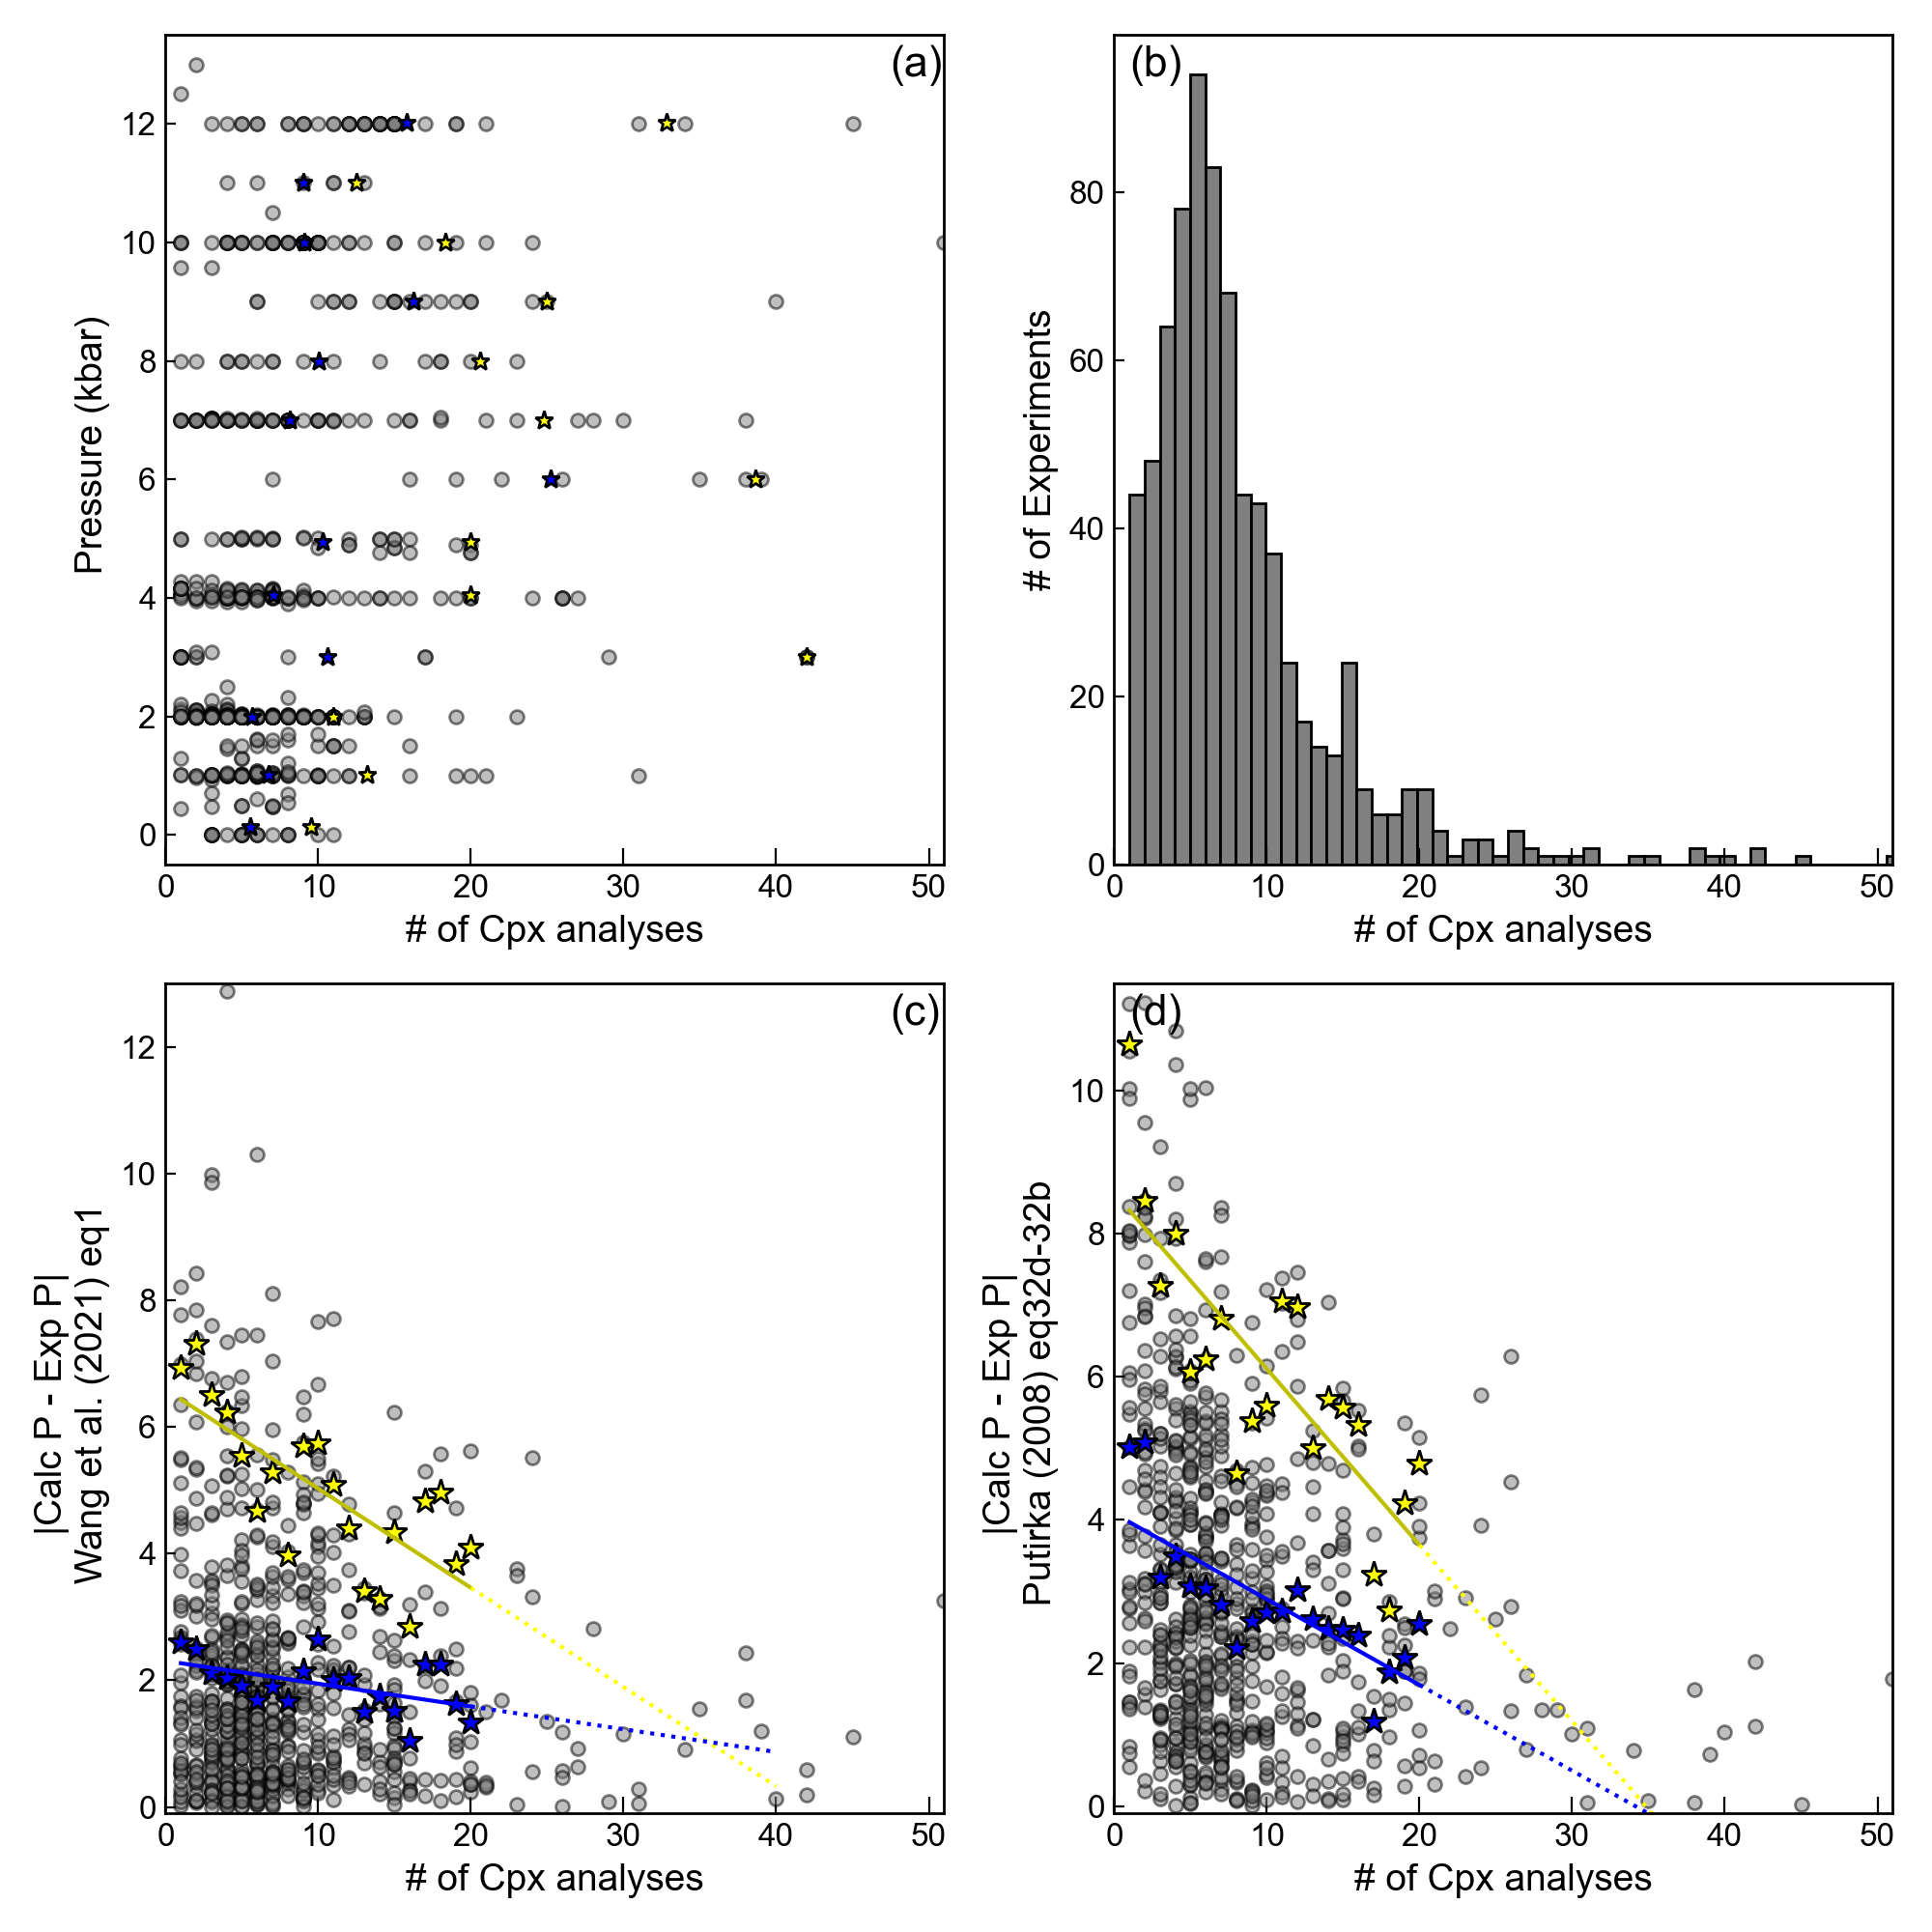 (a)
12
10
8
6
4
2
0
Pressure (kbar)
0 10 20 30 40 50
# of Cpx analyses
(b)
80
60
40
20
0
# of Experiments
0 10 20 30 40 50
# of Cpx analyses
(c)
12
10
8
6
4
2
0
|Calc P - Exp P|
Wang et al. (2021) eq1
0 10 20 30 40 50
# of Cpx analyses
(d)
10
8
6
4
2
0
|Calc P - Exp P|
Putirka (2008) eq32d-32b
0 10 20 30 40 50
# of Cpx analyses